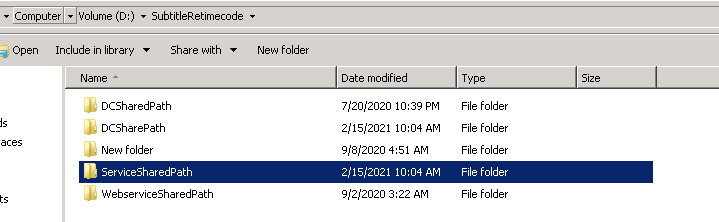 Computer Volume (D:) SubtitleRetimecode
Open Include in library Share with New folder
Name Date modified Type Size
DCSharedPath 7/20/2020 10:39 PM File folder
ds DCSharePath 2/15/2021 10:04 AM File folder
aces New folder 9/8/2020 4:51 AM File folder
ServiceSharedPath 2/15/2021 10:04 AM File folder
ts WebserviceSharedPath 9/2/2020 3:22 AM File folder